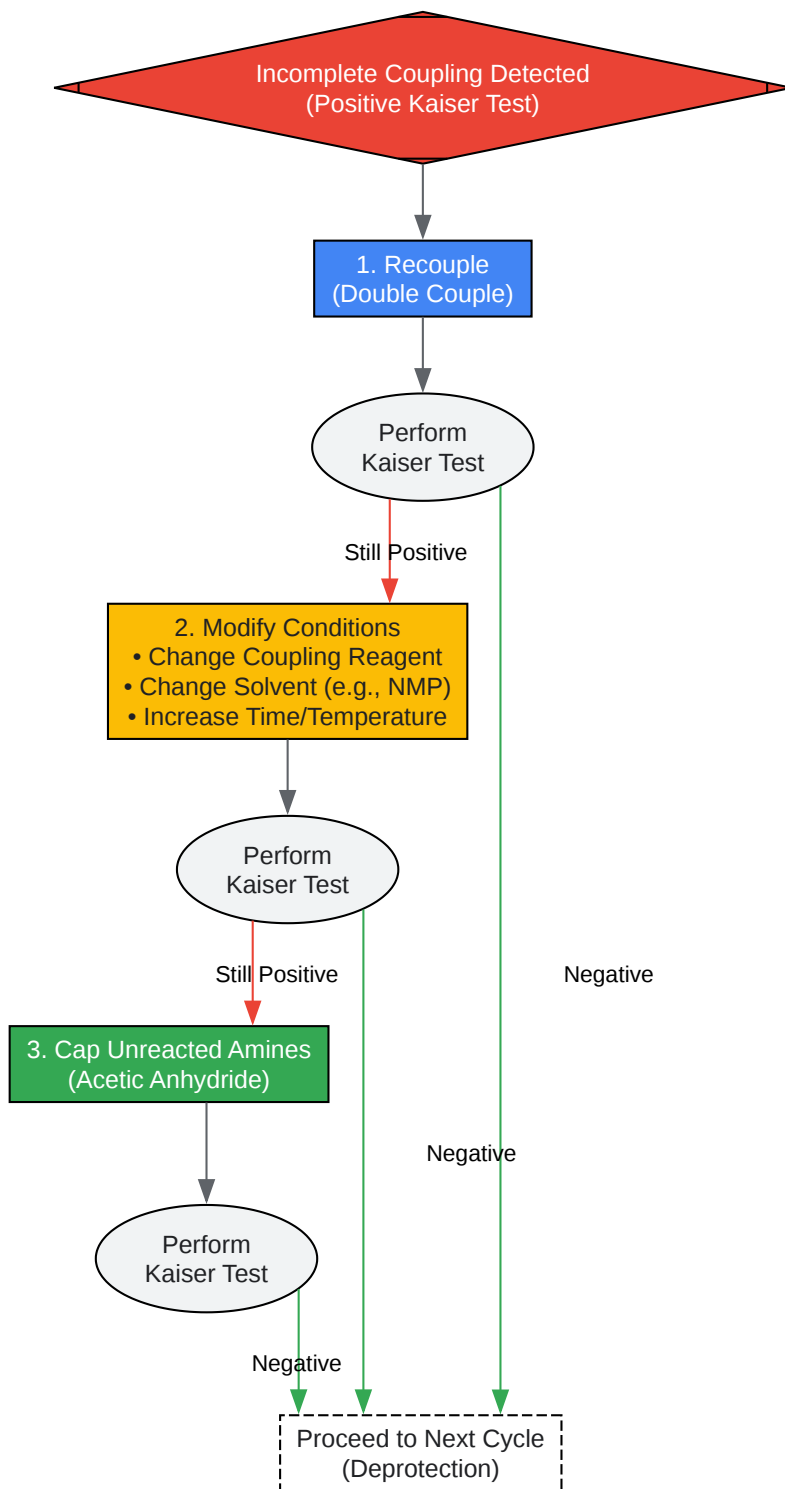 Incomplete Coupling Detected
(Positive Kaiser Test)
1. Recouple
(Double Couple)
Perform
Kaiser Test
Still Positive
2. Modify Conditions
• Change Coupling Reagent
• Change Solvent (e.g., NMP)
• Increase Time/Temperature
Perform
Kaiser Test
Still Positive
Negative
3. Cap Unreacted Amines
(Acetic Anhydride)
Negative
Perform
Kaiser Test
Negative
Proceed to Next Cycle
(Deprotection)